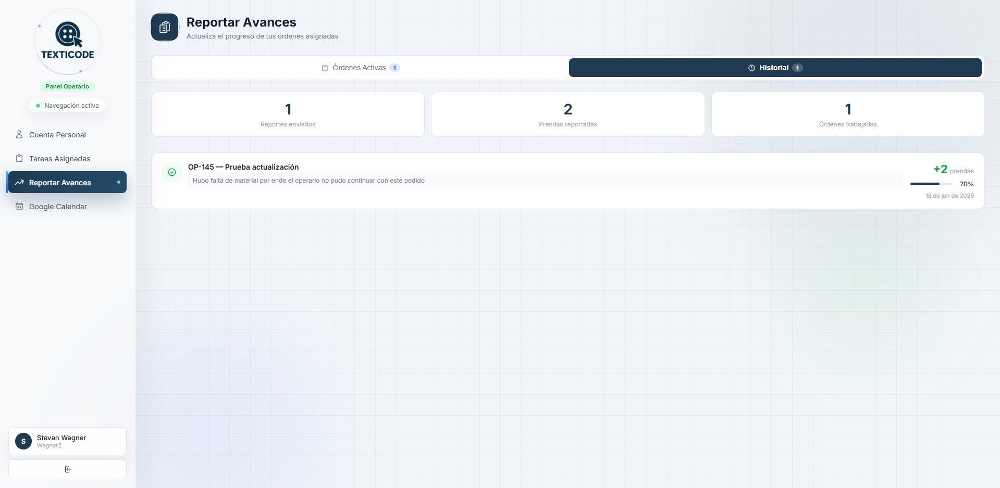 TEXTICODE
Panel Operario
Navegación activa
Cuenta Personal
Tareas Asignadas
Reportar Avances
Google Calendar
Stevan Wagner
S
Wagner2
Reportar Avances
Actualiza el progreso de tus órdenes asignadas
Órdenes Activas 1
Historial 1
1
Reportes enviados
2
Prendas reportadas
1
Órdenes trabajadas
OP-145 — Prueba actualización
Hubo falta de material por ende el operario no pudo continuar con este pedido
+2 prendas
70%
18 de jun de 2026